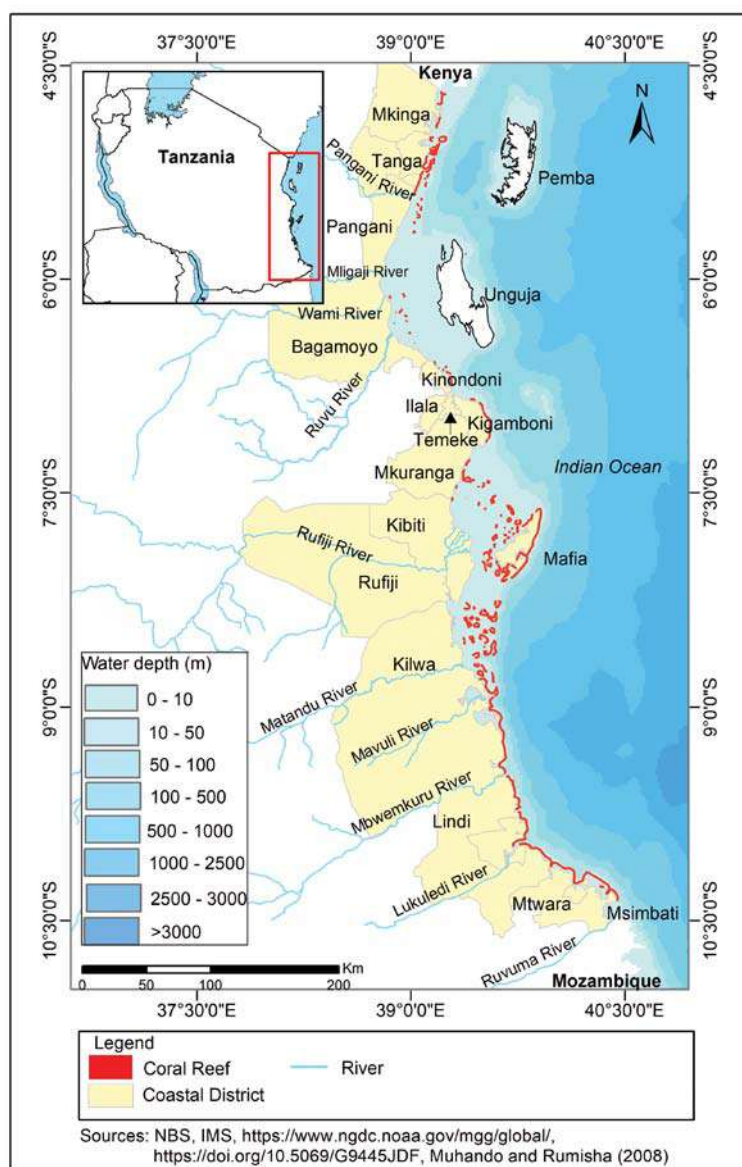 37°30'0"E 39°0'0"E 40°30'0"E
4°30'0"S
4°30'0"S
Kenya
N
Mkinga
Tanzania
Tanga
Pangani River
Pemba
Pangani
Mligaji River
6°0'0"S
6°0'0"S
Unguja
Wami River
Bagamoyo
Ruvu River
Kinondoni
Ilala
Kigamboni
Temeke
Indian Ocean
Mkuranga
7°30'0"S
7°30'0"S
Kibiti
Rufiji River
Mafia
Rufiji
Water depth (m)
0 - 10
10 - 50
50 - 100
100 - 500
500 - 1000
1000 - 2500
2500 - 3000
>3000
Kilwa
Matandu River
9°0'0"S
9°0'0"S
Mavuli River
Mbwemkuru River
Lindi
Lukuledi River
Mtwara
Msimbati
10°30'0"S
10°30'0"S
Ruvuma River
Mozambique
Km
0 50 100 200
37°30'0"E 39°0'0"E 40°30'0"E
Legend
Coral Reef River
Coastal District
Sources: NBS, IMS, https://www.ngdc.noaa.gov/mgg/global/,
https://doi.org/10.5069/G9445JDF, Muhando and Rumisha (2008)